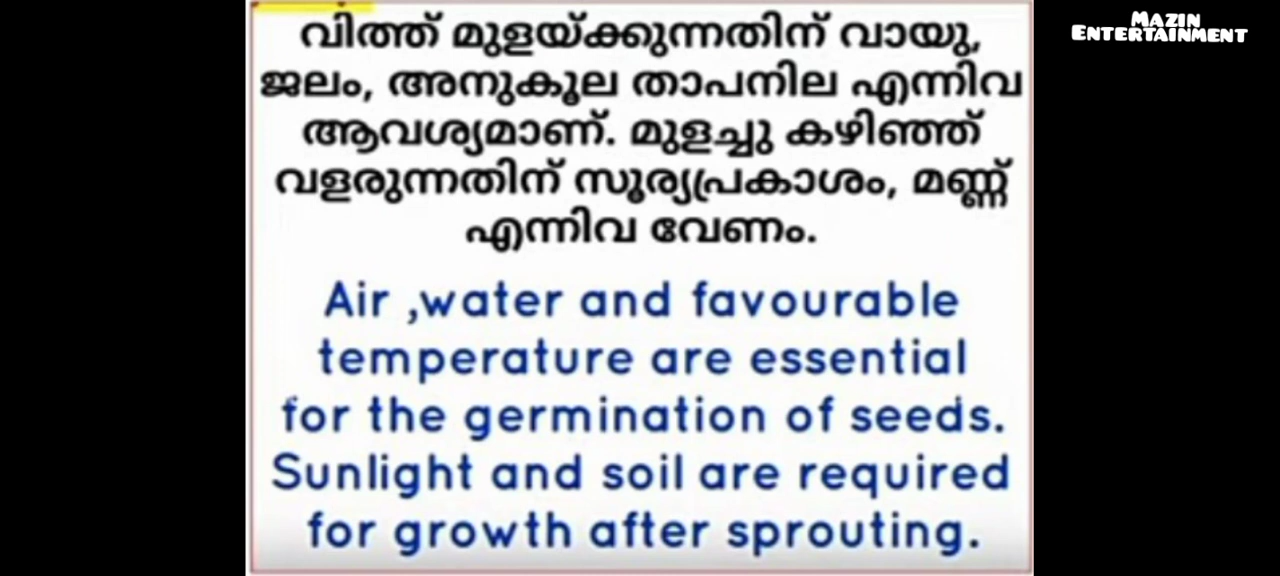 വിത്ത് മുളയ്ക്കുന്നതിന് വായു,
ജലം, അനുകൂല താപനില എന്നിവ
ആവശ്യമാണ്. മുളച്ചു കഴിഞ്ഞ്
വളരുന്നതിന് സൂര്യപ്രകാശം, മണ്ണ്
എന്നിവ വേണം.
Air ,water and favourable
temperature are essential
for the germination of seeds.
Sunlight and soil are required
for growth after sprouting.
MAZIN
ENTERTAINMENT